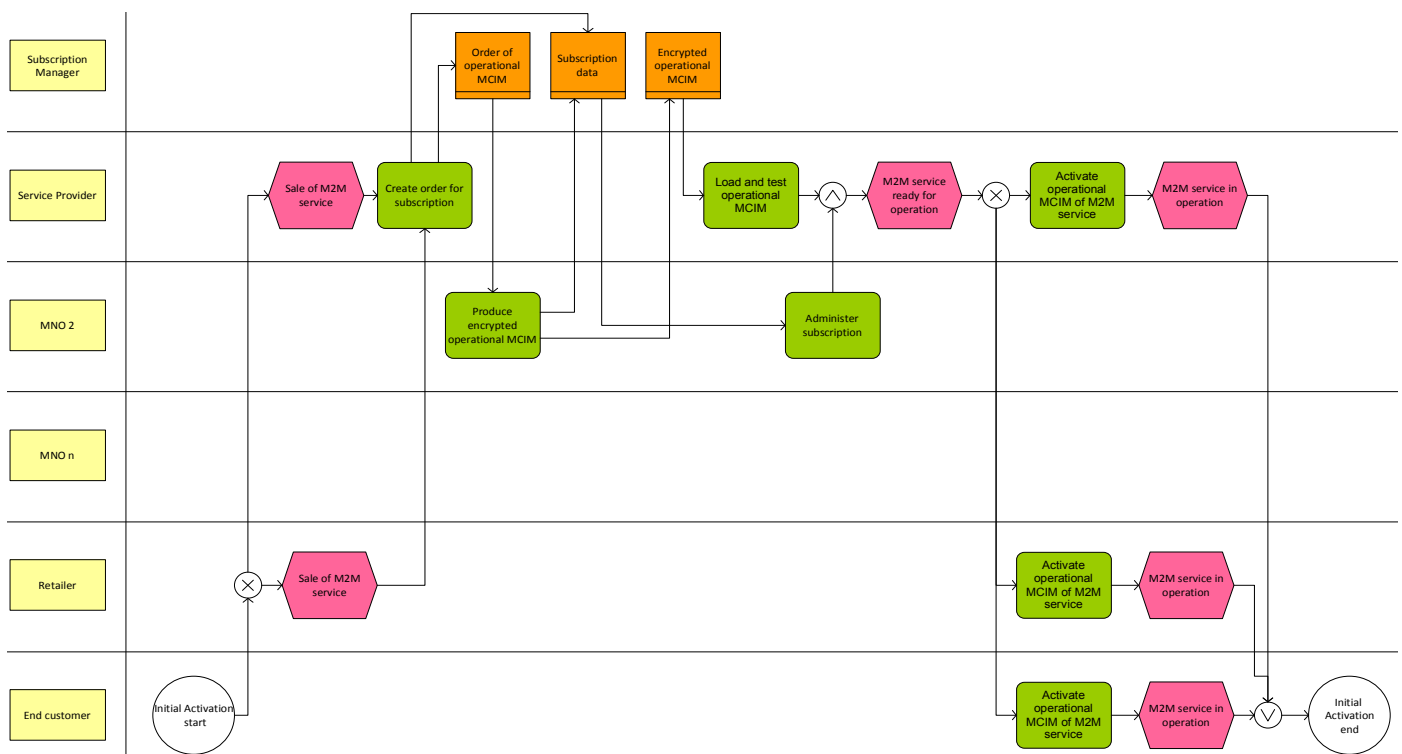 Subscription
Manager
Order of
operational
MCIM
Subscription
data
Encrypted
operational
MCIM
Service Provider
Sale of M2M
service
Create order for
subscription
Load and test
operational
MCIM
M2M service
ready for
operation
Activate
operational
MCIM of M2M
service
M2M service in
operation
MNO 2
Produce
encrypted
operational MCIM
Administer
subscription
MNO n
Retailer
Sale of M2M
service
Activate
operational
MCIM of M2M
service
M2M service in
operation
End customer
Initial Activation
start
Activate
operational
MCIM of M2M
service
M2M service in
operation
Initial
Activation
end